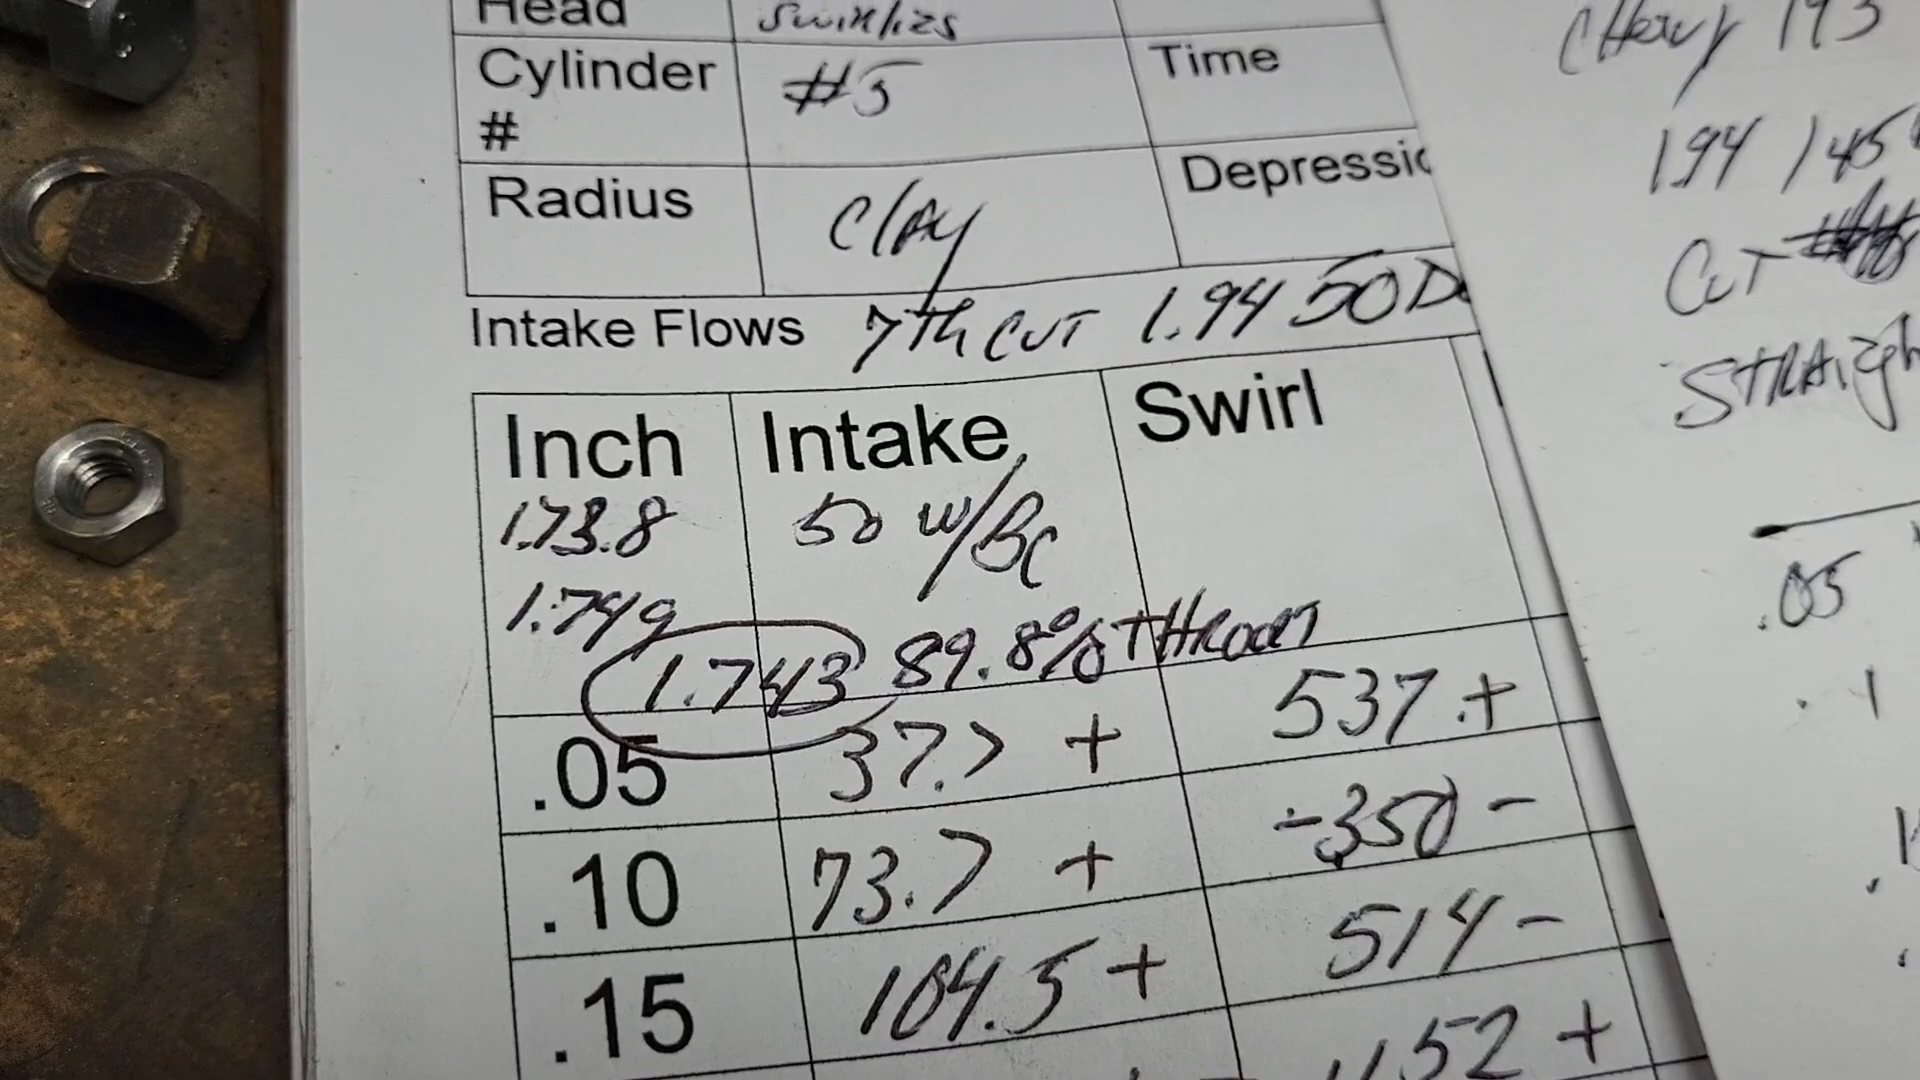 Head
Cylinder # #5 Time
Radius Clay Depressio
Intake Flows 7th CUT 1.94 50 D
Inch Intake Swirl
1.73.8 50 w/BC
1.749
1.743 89.8% THROAT
.05 37.7 + 537 +
.10 73.7 + -350 -
.15 104.5 + 514 -
1152 +
CHevy 193
194 / 45°
CUT
STRAIgh
.05
.1